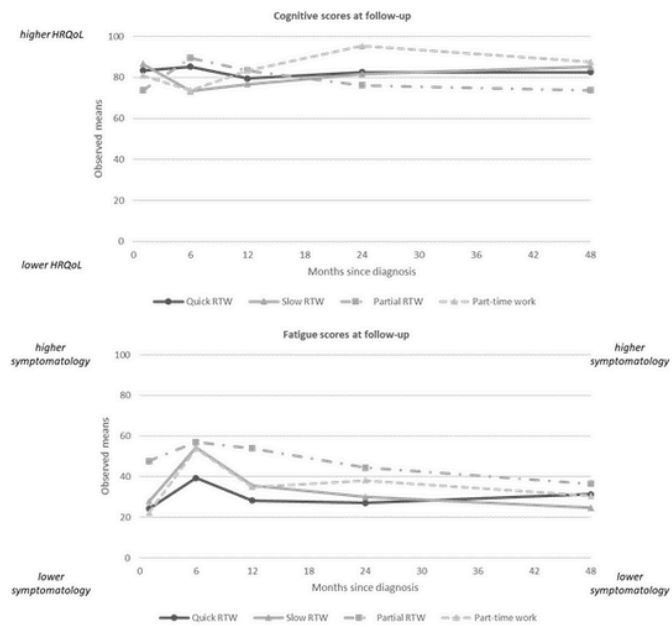 Cognitive scores at follow-up
higher HRQoL
100
80
60
40
20
0
Observed means
0 6 12 18 24 30 36 42 48
lower HRQoL
Months since diagnosis
Quick RTW Slow RTW Partial RTW Part-time work
Fatigue scores at follow-up
higher
symptomatology
higher
symptomatology
100
80
60
40
20
0
Observed means
0 6 12 18 24 30 36 42 48
lower
symptomatology
Months since diagnosis
lower
symptomatology
Quick RTW Slow RTW Partial RTW Part-time work